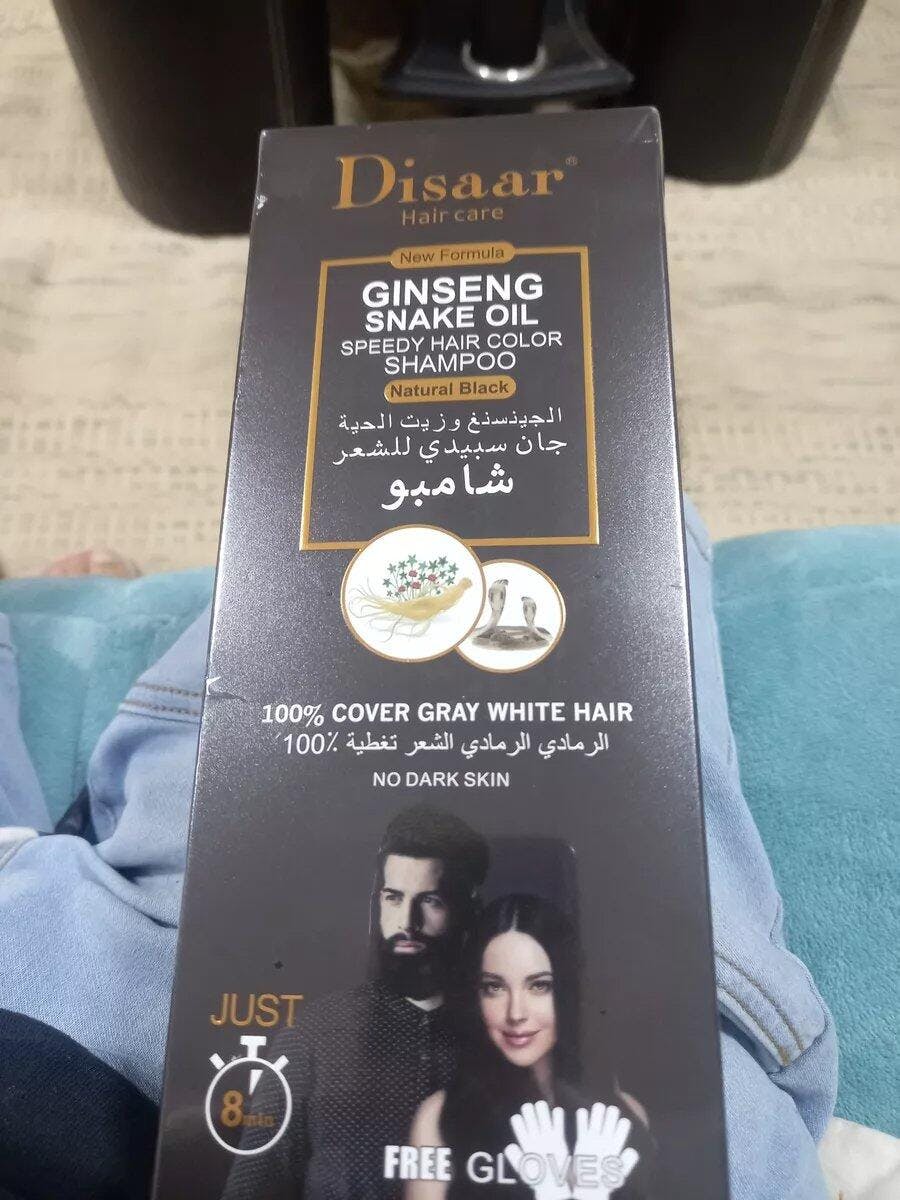 Disaar®
Hair care
New Formula
GINSENG
SNAKE OIL
SPEEDY HAIR COLOR
SHAMPOO
Natural Black
الجينسنغ وزيت الحية
جان سبيدي للشعر
شامبو
100% COVER GRAY WHITE HAIR
الرمادي الرمادي الشعر تغطية 100٪
NO DARK SKIN
JUST
8min
FREE GLOVES